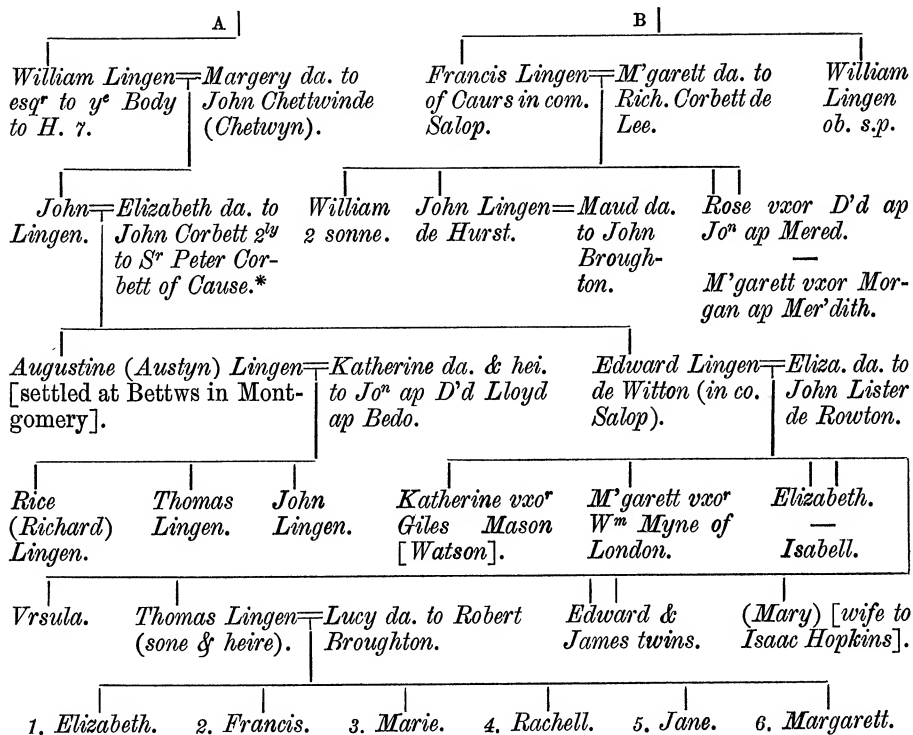 A B
William Lingen=Margery da. to Francis Lingen=M'garett da. to William
esqʳ to yᵉ Body John Chettwinde of Caurs in com. Rich. Corbett de Lingen
to H. 7. (Chetwyn). Salop. Lee. ob. s.p.
John=Elizabeth da. to William John Lingen=Maud da. Rose vxor D'd ap
Lingen. John Corbett 2ˡʸ 2 sonne. de Hurst. to John Joⁿ ap Mered.
to Sʳ Peter Cor- Brough- —
bett of Cause.* ton. M'garett vxor Mor-
gan ap Mer'dith.
Augustine (Austyn) Lingen=Katherine da. & hei. Edward Lingen=Eliza. da. to
[settled at Bettws in Mont- to Joⁿ ap D'd Lloyd de Witton (in co. John Lister
gomery]. ap Bedo. Salop). de Rowton.
Rice Thomas John Katherine vxoʳ M'garett vxoʳ Elizabeth.
(Richard) Lingen. Lingen. Giles Mason Wᵐ Myne of —
Lingen. [Watson]. London. Isabell.
Vrsula. Thomas Lingen=Lucy da. to Robert Edward & (Mary) [wife to
(sone & heire). Broughton. James twins. Isaac Hopkins].
1. Elizabeth. 2. Francis. 3. Marie. 4. Rachell. 5. Jane. 6. Margarett.